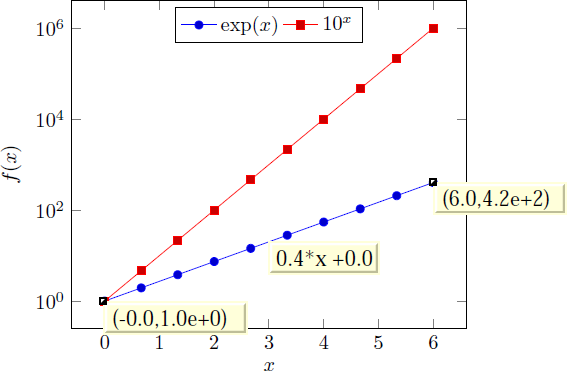 exp(x) 10^x
10^6
10^4
f(x)
10^2
10^0
(6.0,4.2e+2)
0.4*x +0.0
(-0.0,1.0e+0)
0 1 2 3 4 5 6
x